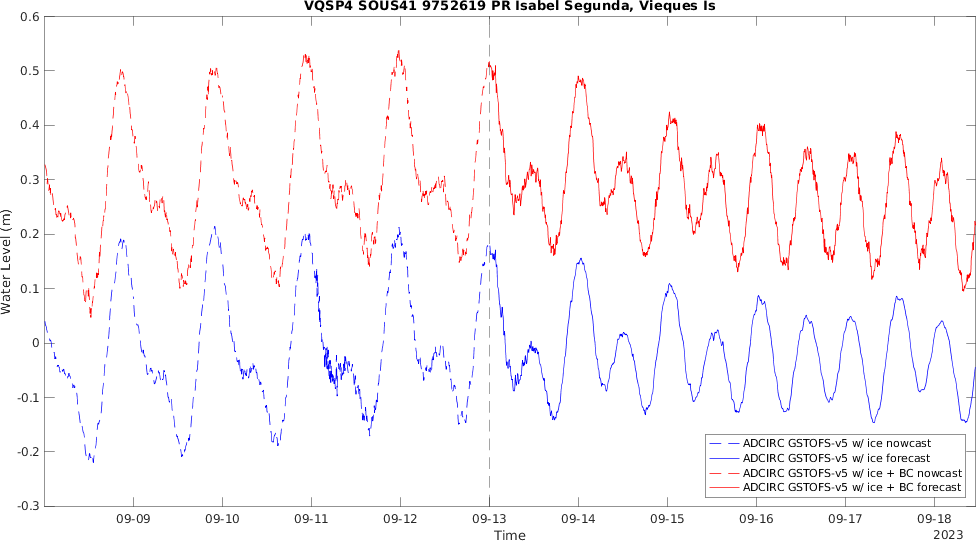 VQSP4 SOUS41 9752619 PR Isabel Segunda, Vieques Is
0.6
0.5
0.4
0.3
0.2
0.1
0
-0.1
-0.2
-0.3
Water Level (m)
ADCIRC GSTOFS-v5 w/ ice nowcast
ADCIRC GSTOFS-v5 w/ ice forecast
ADCIRC GSTOFS-v5 w/ ice + BC nowcast
ADCIRC GSTOFS-v5 w/ ice + BC forecast
09-09 09-10 09-11 09-12 09-13 09-14 09-15 09-16 09-17 09-18
Time
2023